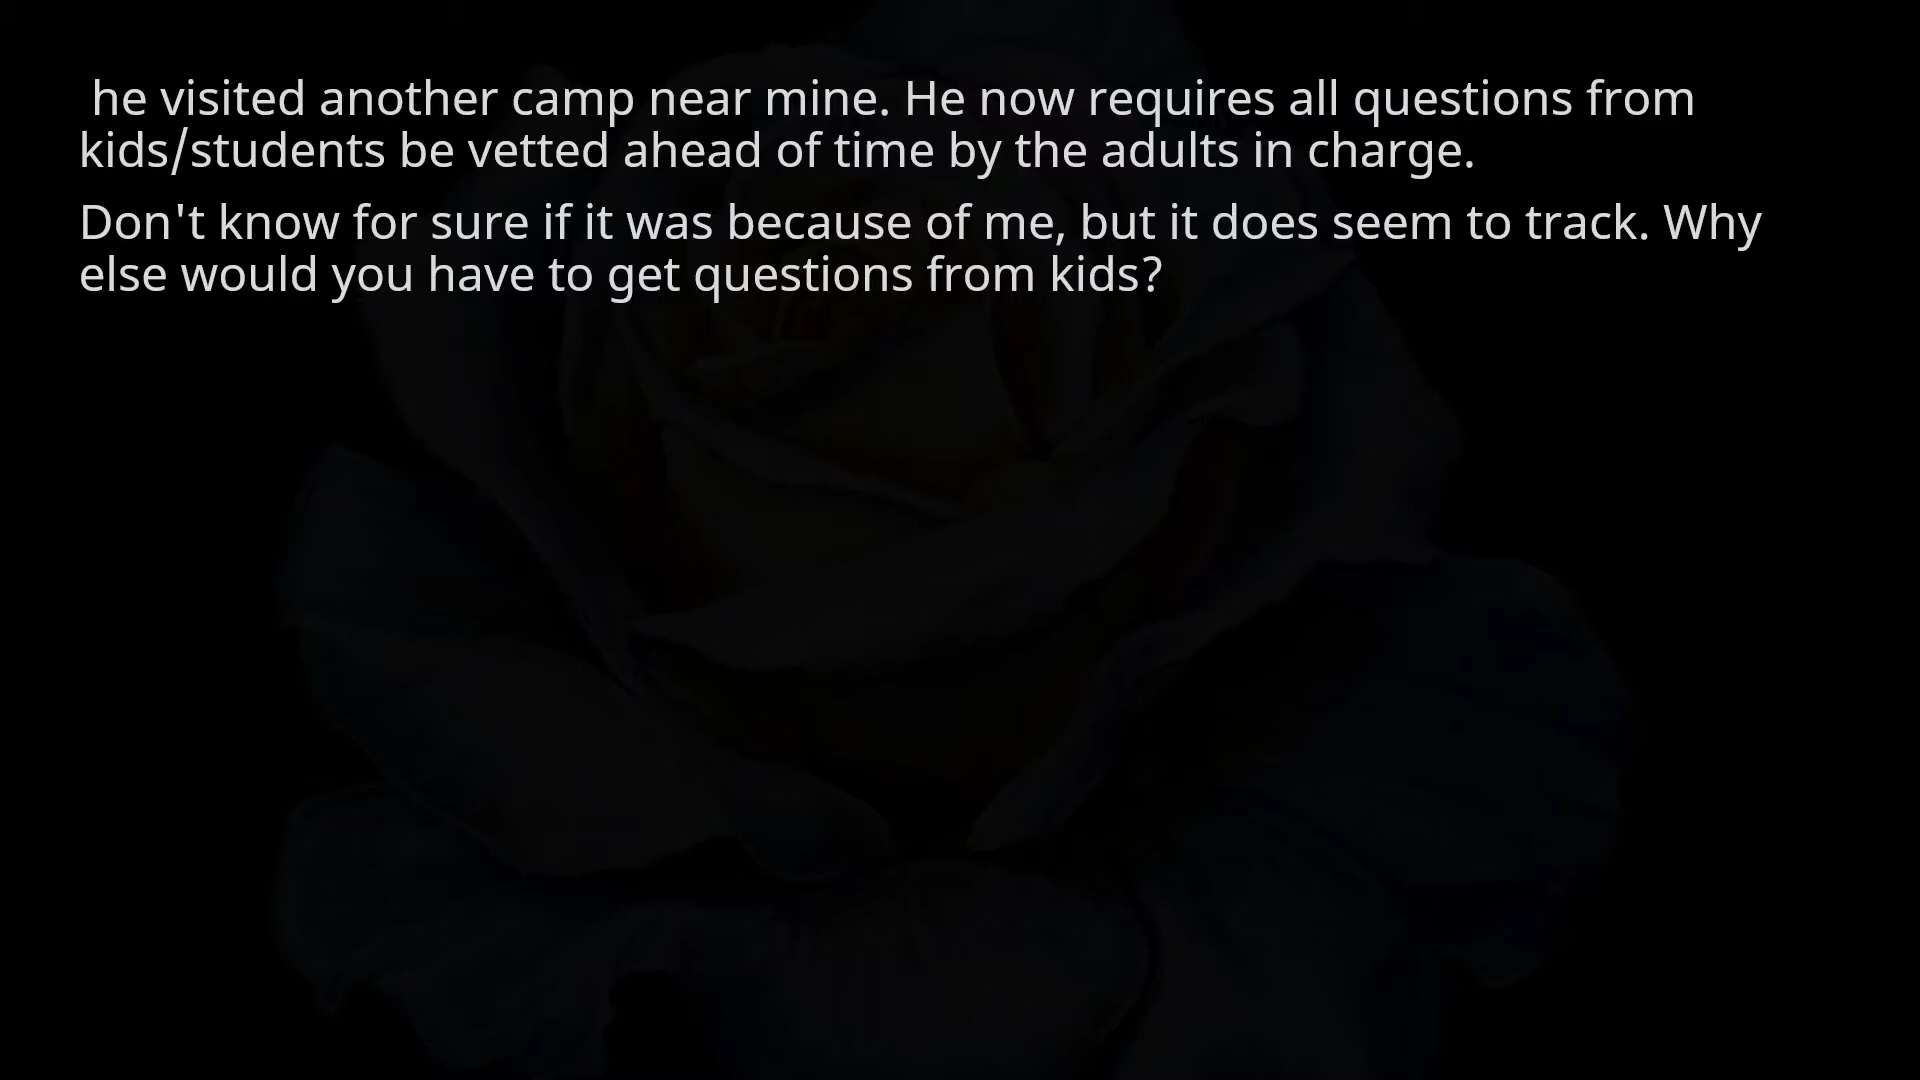 he visited another camp near mine. He now requires all questions from
kids/students be vetted ahead of time by the adults in charge.
Don't know for sure if it was because of me, but it does seem to track. Why
else would you have to get questions from kids?